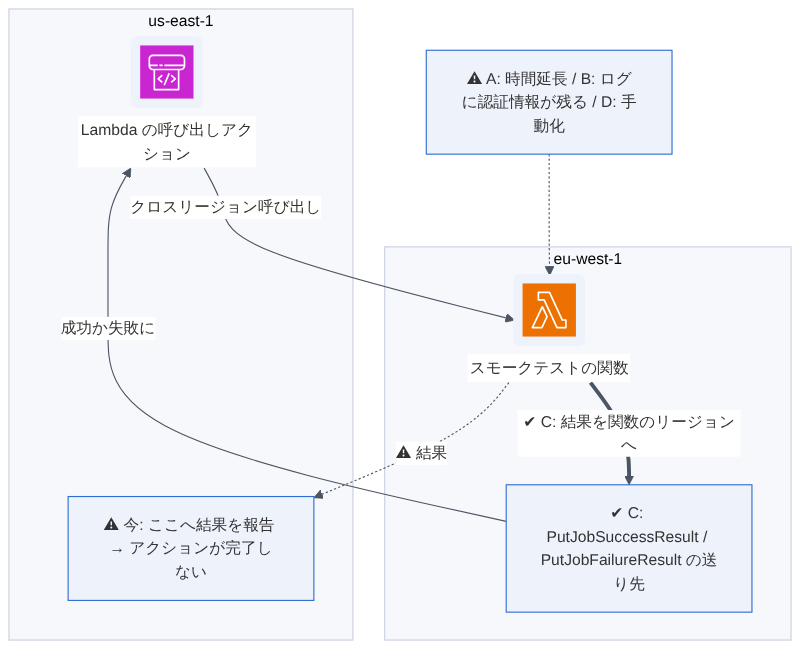 us-east-1
Lambda の呼び出しアク
ション
クロスリージョン呼び出し
⚠ A: 時間延長 / B: ログ
に認証情報が残る / D: 手
動化
eu-west-1
スモークテストの関数
成功か失敗に
✔ C: 結果を関数のリージョン
へ
⚠ 結果
⚠ 今: ここへ結果を報告
→ アクションが完了し
ない
✔ C:
PutJobSuccessResult /
PutJobFailureResult の送
り先